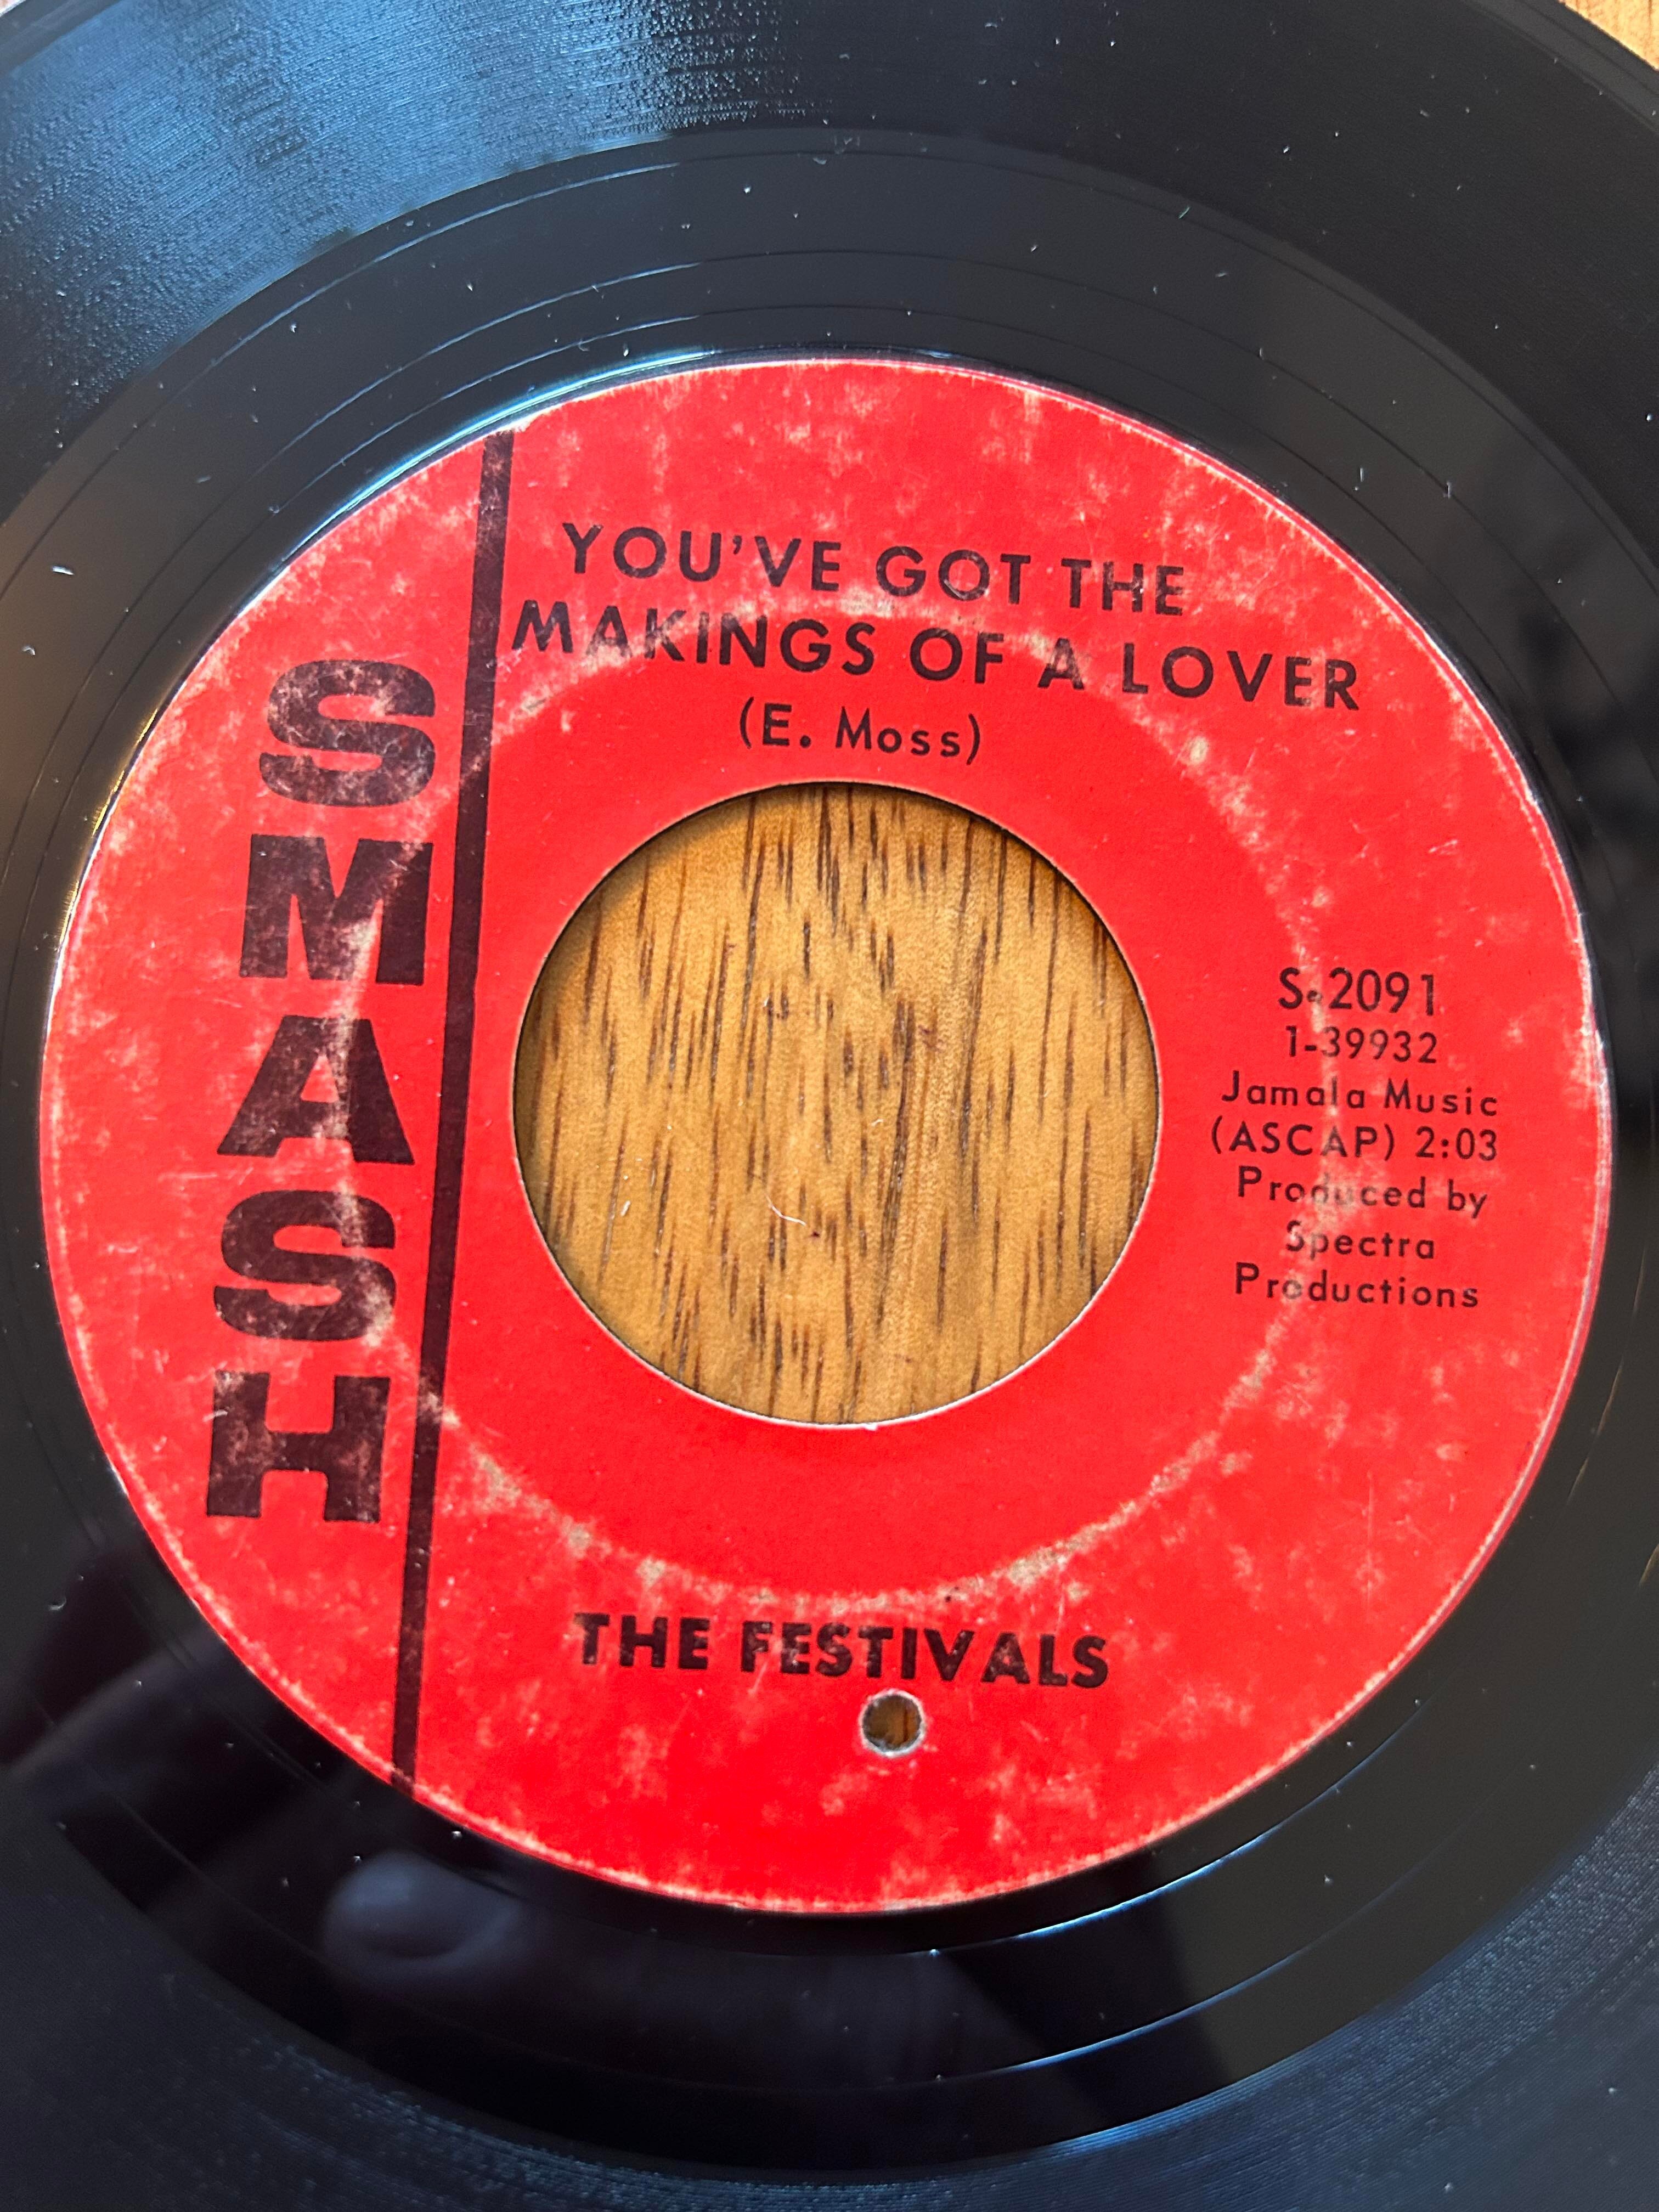 YOU'VE GOT THE
MAKINGS OF A LOVER
(E. Moss)
SMASH
S-2091
1-39932
Jamala Music
(ASCAP) 2:03
Produced by
Spectra
Productions
THE FESTIVALS